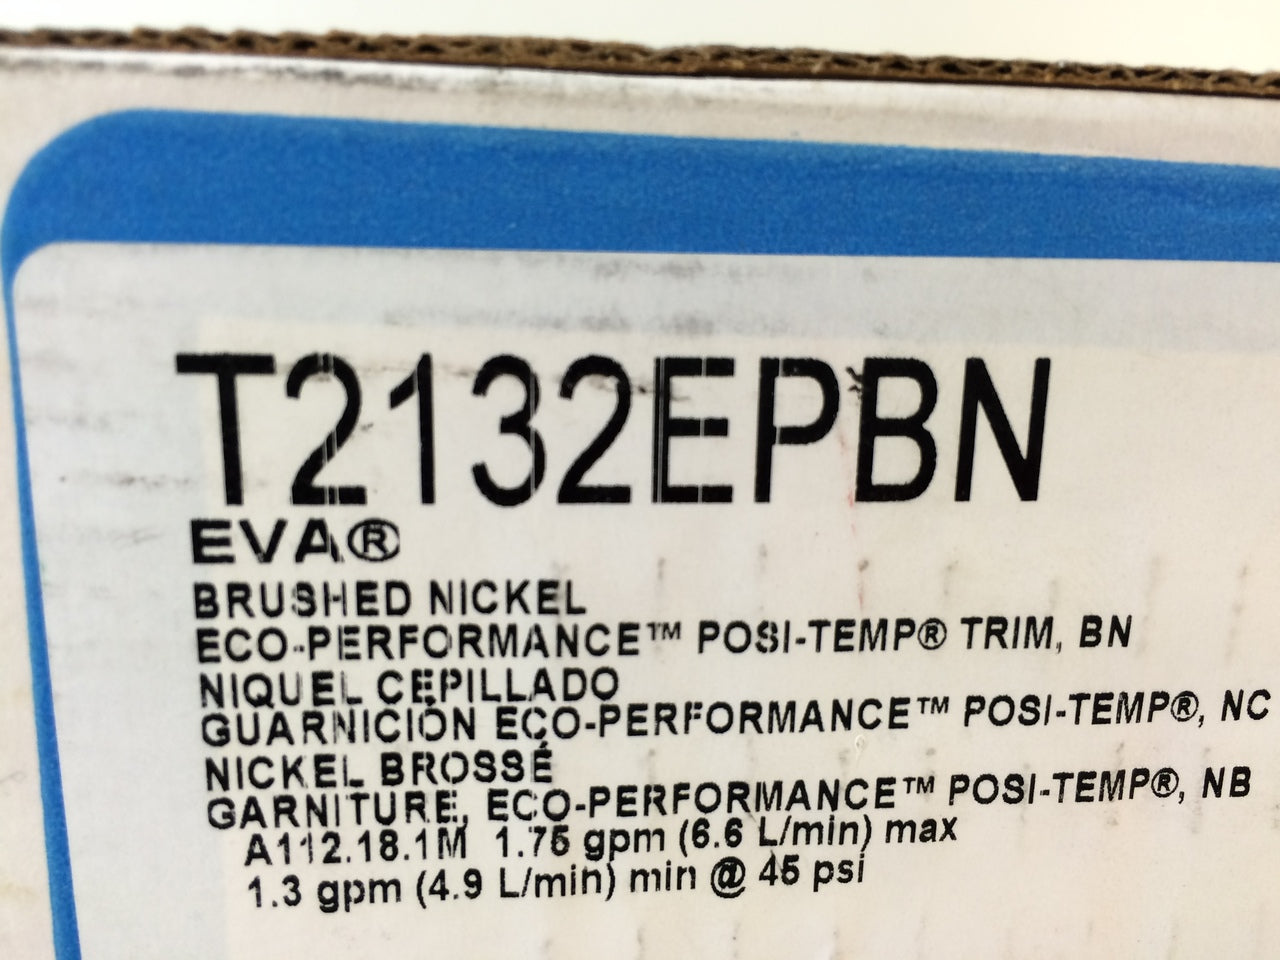 T2132EPBN
EVA®
BRUSHED NICKEL
ECO-PERFORMANCE™ POSI-TEMP® TRIM, BN
NIQUEL CEPILLADO
GUARNICIÓN ECO-PERFORMANCE™ POSI-TEMP®, NC
NICKEL BROSSÉ
GARNITURE, ECO-PERFORMANCE™ POSI-TEMP®, NB
A112.18.1M 1.75 gpm (6.6 L/min) max
1.3 gpm (4.9 L/min) min @ 45 psi